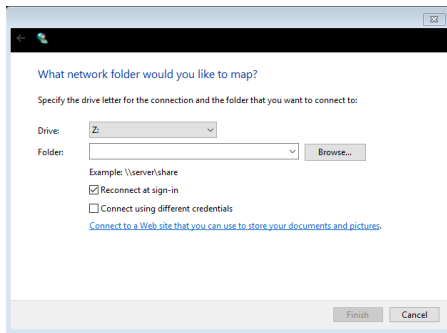 What network folder would you like to map?
Specify the drive letter for the connection and the folder that you want to connect to:
Drive: Z:
Folder: Browse...
Example: \\server\share
Reconnect at sign-in
Connect using different credentials
Connect to a Web site that you can use to store your documents and pictures.
Finish Cancel